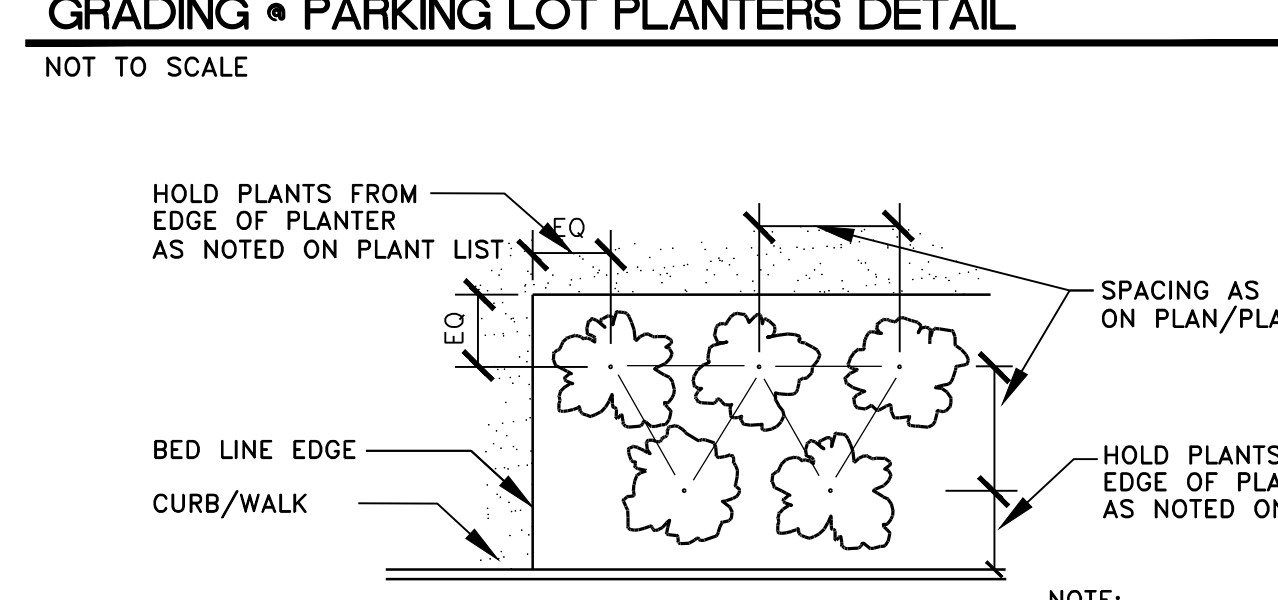 GRADING @ PARKING LOT PLANTERS DETAIL
NOT TO SCALE
HOLD PLANTS FROM
EDGE OF PLANTER
AS NOTED ON PLANT LIST
EQ
EQ
SPACING AS
ON PLAN/PLA
BED LINE EDGE
CURB/WALK
HOLD PLANTS
EDGE OF PLA
AS NOTED ON
NOTE: